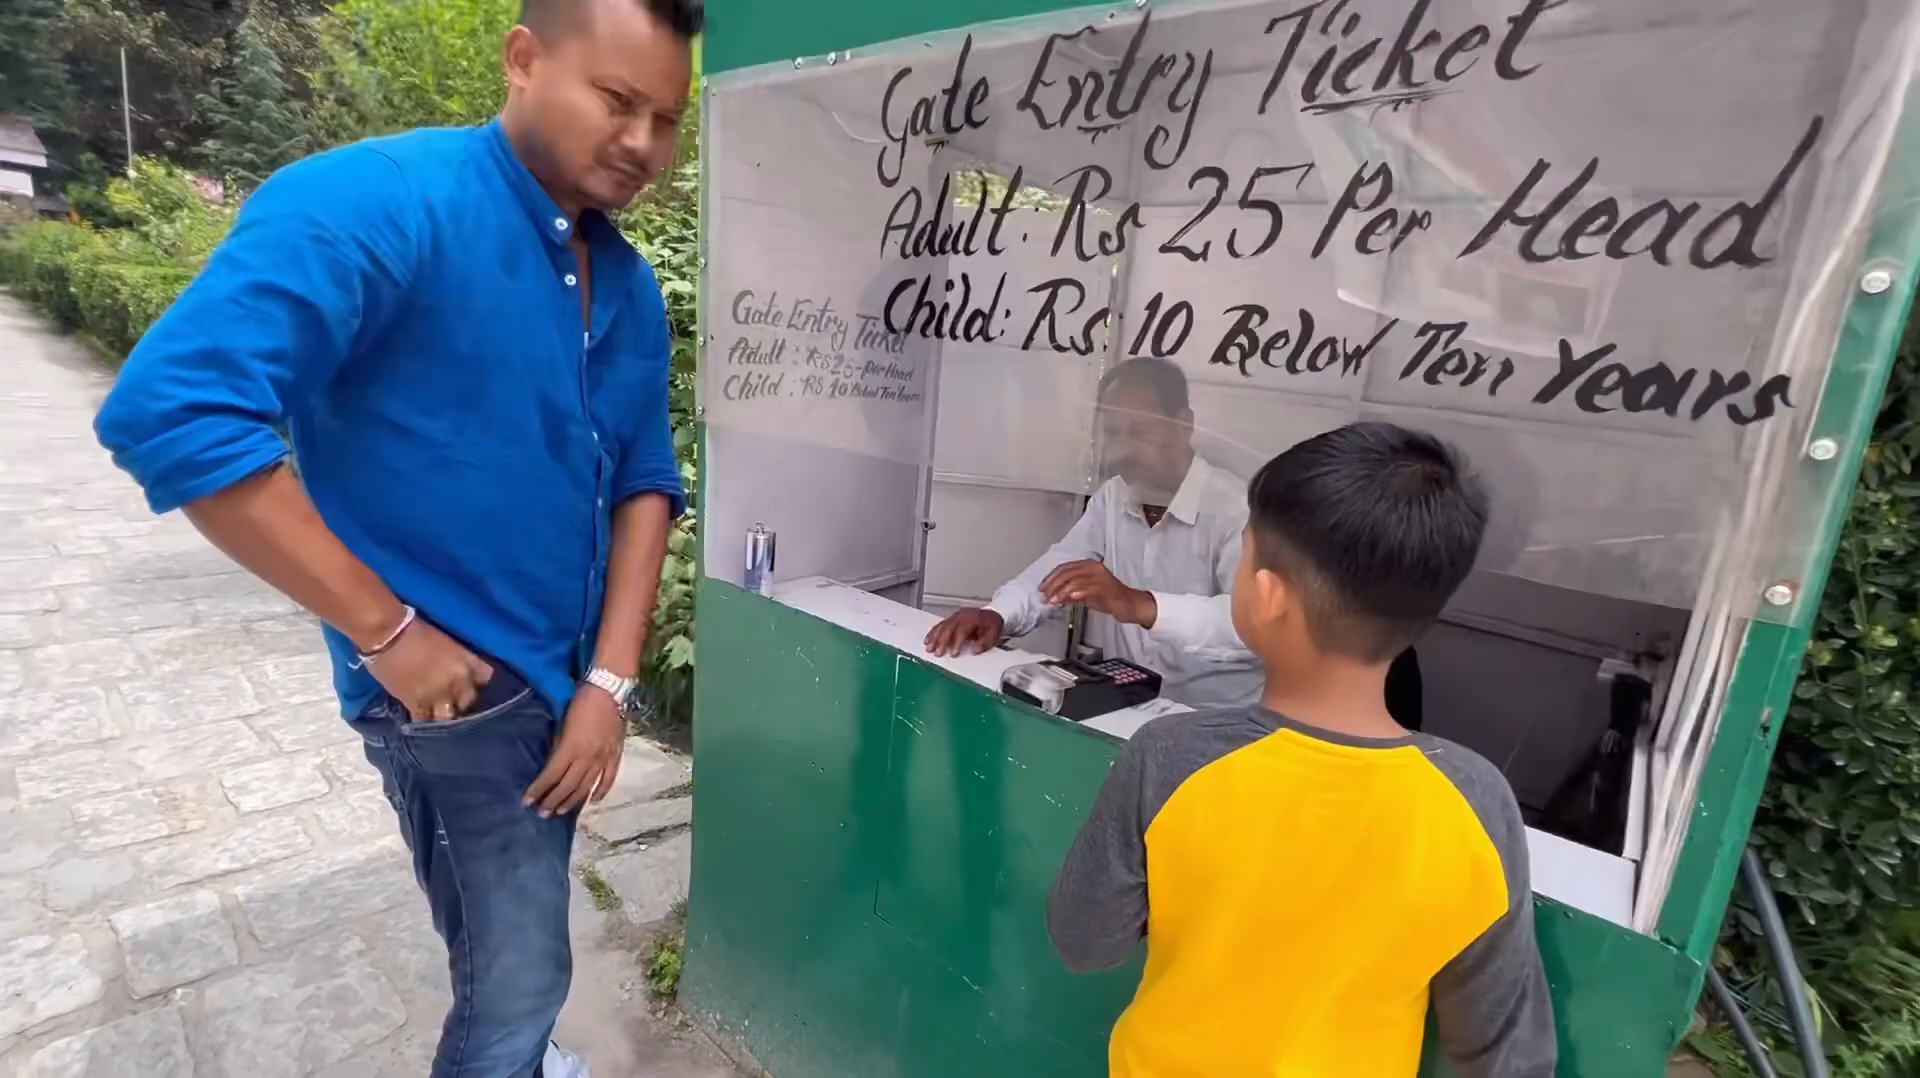 Gate Entry Ticket
Adult: Rs 25 Per Head
Child: Rs. 10 Below Ten Years
Gate Entry Ticket
Adult : Rs 25 - Per Head
Child : RS 10 Below Ten Years